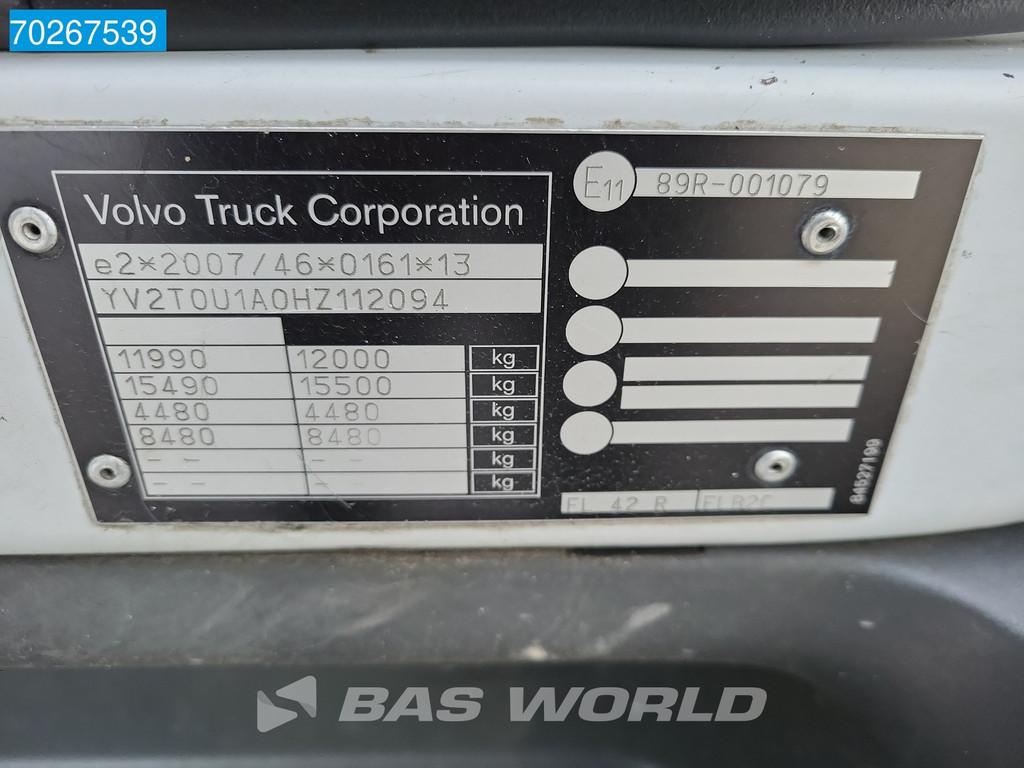 70267539
Volvo Truck Corporation
e2*2007/46*0161*13
YV2T0U1A0HZ112094
11990 12000 kg
15490 15500 kg
4480 4480 kg
8480 8480 kg
-- -- kg
-- -- kg
E11 89R-001079
FL 42 R
84527199
BAS WORLD